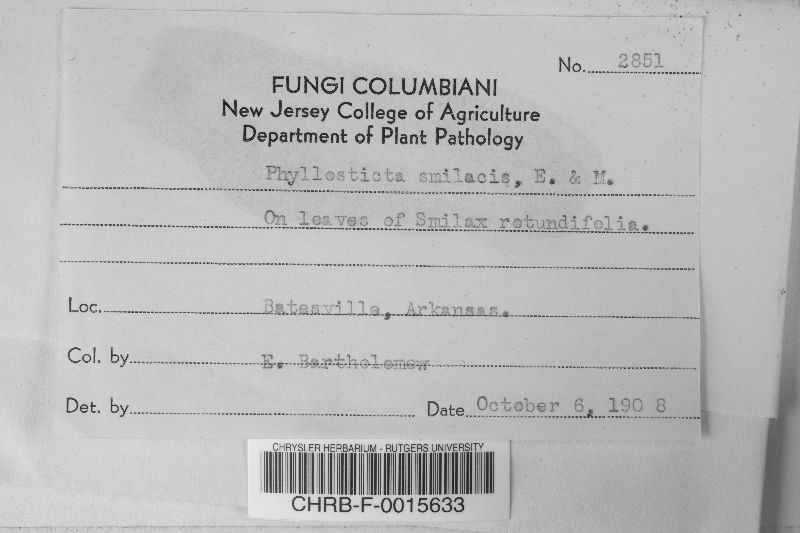 No. 2851
FUNGI COLUMBIANI
New Jersey College of Agriculture
Department of Plant Pathology
Phyllosticta smilacis, E. & M.
On leaves of Smilax rotundifolia.
Loc. Batesville, Arkansas.
Col. by E. Bartholomew
Det. by Date October 6, 190 8
CHRYSLER HERBARIUM - RUTGERS UNIVERSITY
CHRB-F-0015633